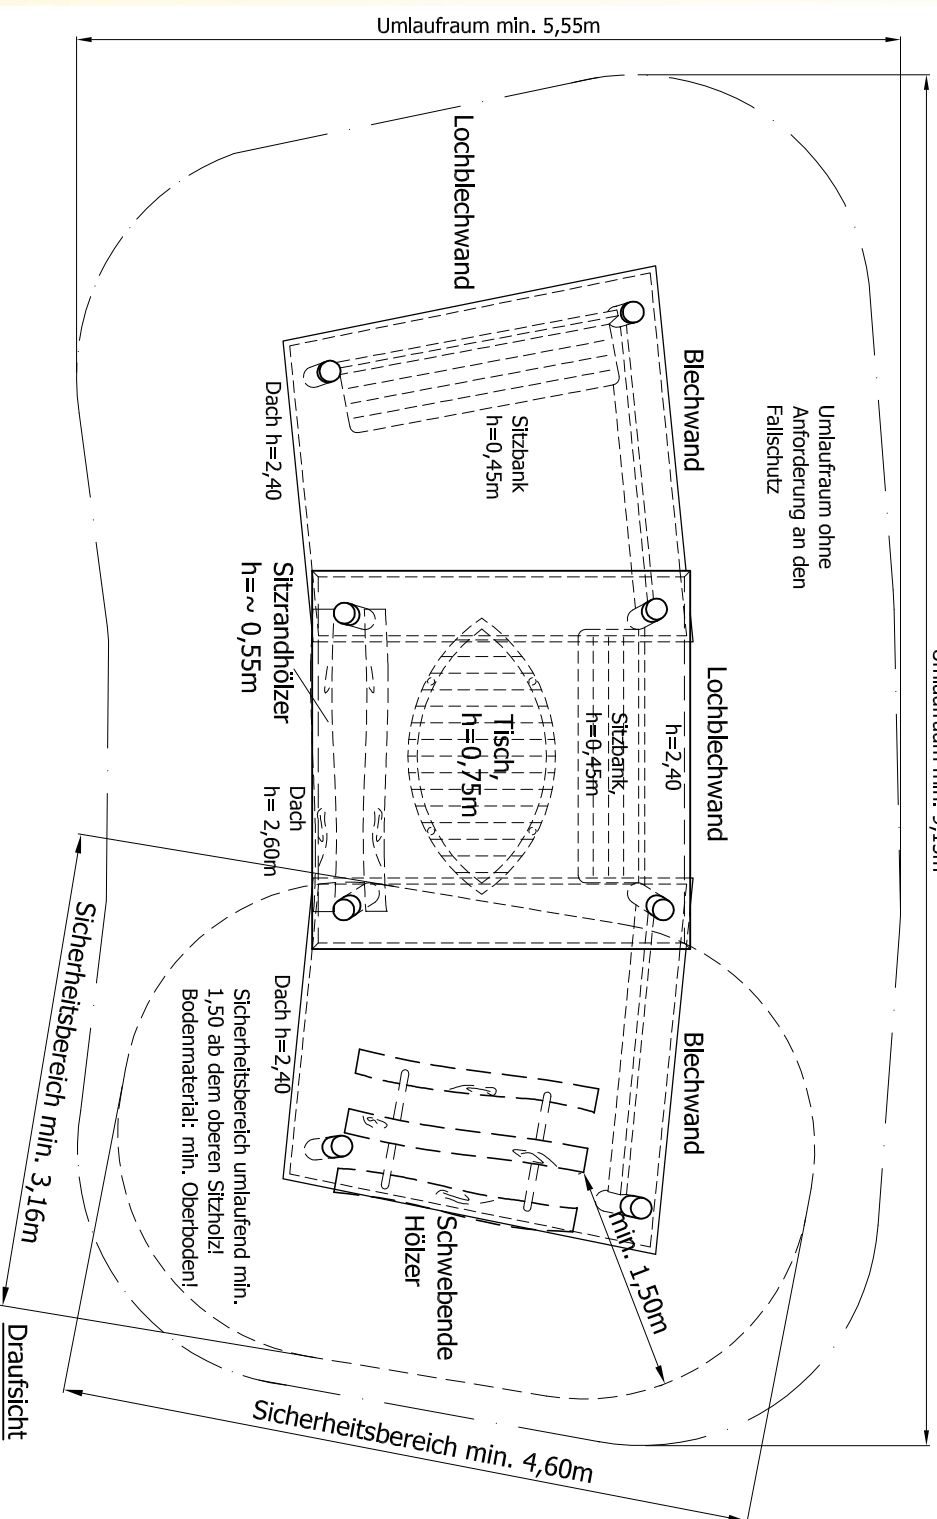 Umlaufraum min. 5,55m
Lochblechwand
Blechwand
Umlaufraum ohne
Anforderung an den
Fallschutz
Sitzbank
h=0,45m
Dach h=2,40
Sitzrandhölzer
h=~ 0,55m
Lochblechwand
h=2,40
Sitzbank,
h=0,45m
Tisch,
h=0,75m
Dach
h= 2,60m
Blechwand
Dach h=2,40
Sicherheitsbereich umlaufend min.
1,50 ab dem oberen Sitzholz!
Bodenmaterial: min. Oberboden!
Schwebende
Hölzer
min. 1,50m
Sicherheitsbereich min. 3,16m
Sicherheitsbereich min. 4,60m
Draufsicht